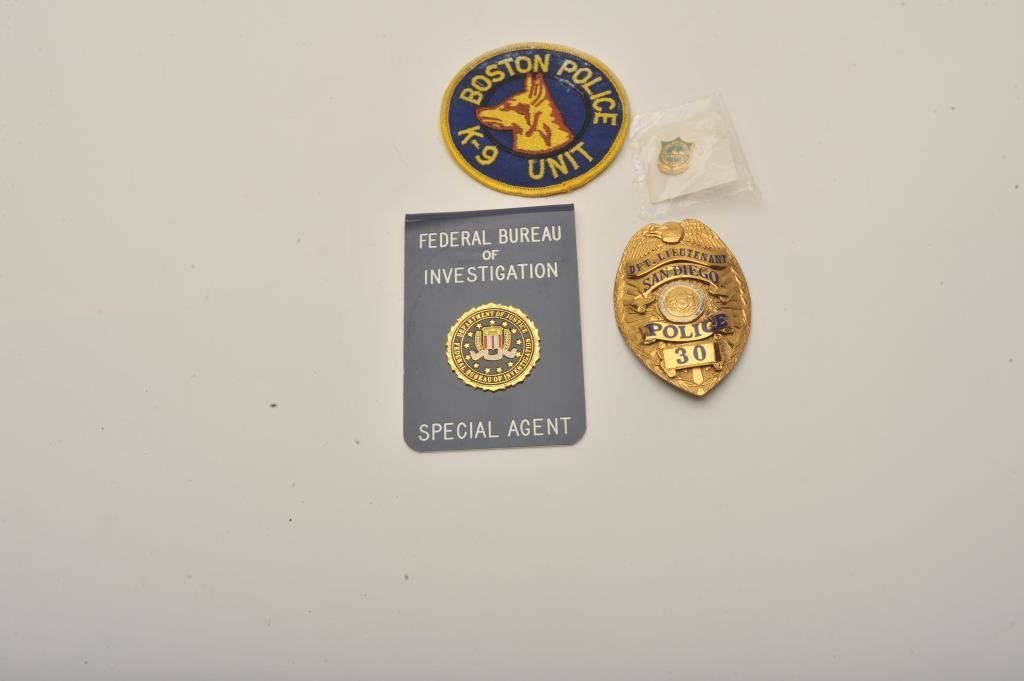 BOSTON POLICE
K-9 UNIT
FEDERAL BUREAU
OF
INVESTIGATION
DEPARTMENT OF JUSTICE
FEDERAL BUREAU OF INVESTIGATION
SPECIAL AGENT
DET. LIEUTENANT
SAN DIEGO
POLICE
30